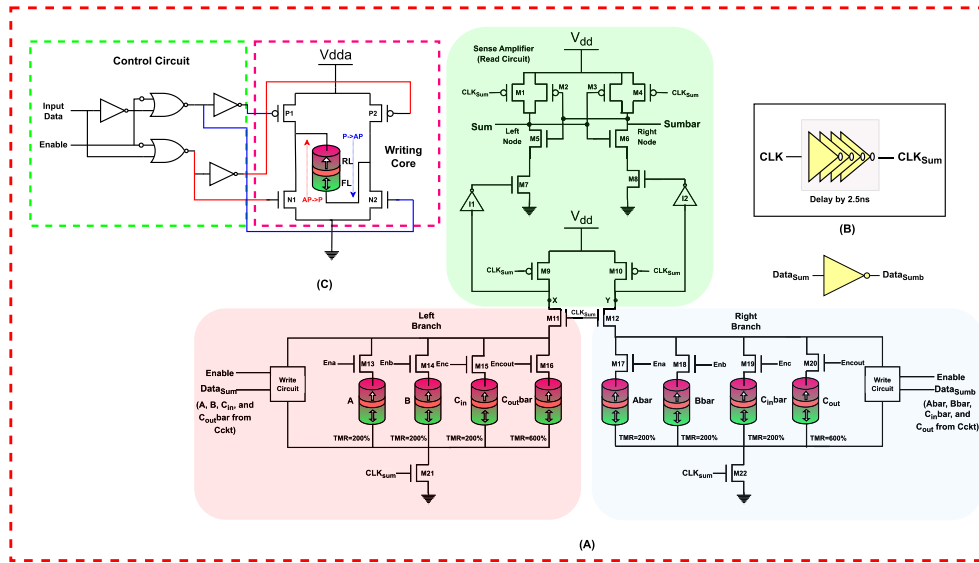 Control Circuit
Input
Data
Enable
Vdda
P1
P2
P->AP
RL
FL
AP->P
N1
N2
Writing
Core
(C)
Sense Amplifier
(Read Circuit)
Vdd
CLKSum
M1
M2
M3
M4
CLKSum
Sum
Sumbar
Left
Node
M5
M6
Right
Node
M7
M8
I1
I2
Vdd
CLKSum
M9
M10
CLKSum
X
Y
M11
CLKSum
M12
CLK
CLKSum
Delay by 2.5ns
(B)
DataSum
DataSumb
Left
Branch
Enable
DataSum
(A, B, Cin, and
Coutbar from
Cckt)
Write
Circuit
Ena
M13
Enb
M14
Enc
M15
Encout
M16
A
B
Cin
Coutbar
TMR=200%
TMR=200%
TMR=200%
TMR=600%
CLKSum
M21
Right
Branch
M17
Ena
M18
Enb
M19
Enc
M20
Encout
Abar
Bbar
Cinbar
Cout
TMR=200%
TMR=200%
TMR=200%
TMR=600%
CLKSum
M22
Write
Circuit
Enable
DataSumb
(Abar, Bbar,
Cinbar, and
Cout from Cckt)
(A)